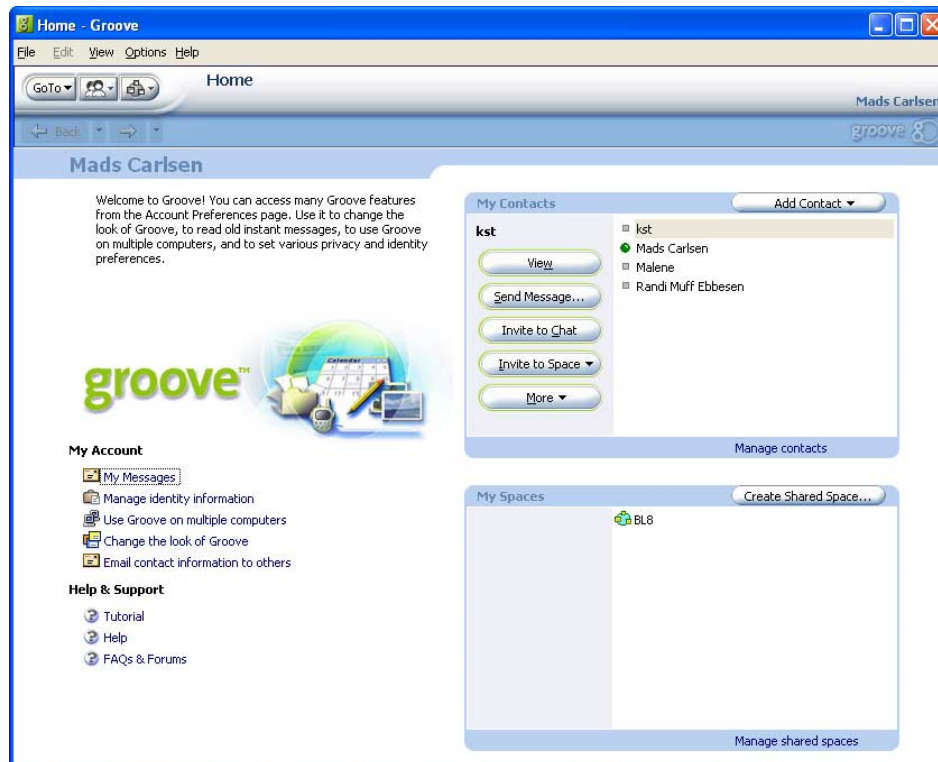 Home - Groove
File Edit View Options Help
GoTo
Home
Mads Carlsen
Back
groove
Mads Carlsen
Welcome to Groove! You can access many Groove features
from the Account Preferences page. Use it to change the
look of Groove, to read old instant messages, to use Groove
on multiple computers, and to set various privacy and identity
preferences.
groove™
Calendar
My Account
My Messages
Manage identity information
Use Groove on multiple computers
Change the look of Groove
Email contact information to others
Help & Support
Tutorial
Help
FAQs & Forums
My Contacts
Add Contact
kst
View
Send Message...
Invite to Chat
Invite to Space
More
kst
Mads Carlsen
Malene
Randi Muff Ebbesen
Manage contacts
My Spaces
Create Shared Space...
BL8
Manage shared spaces